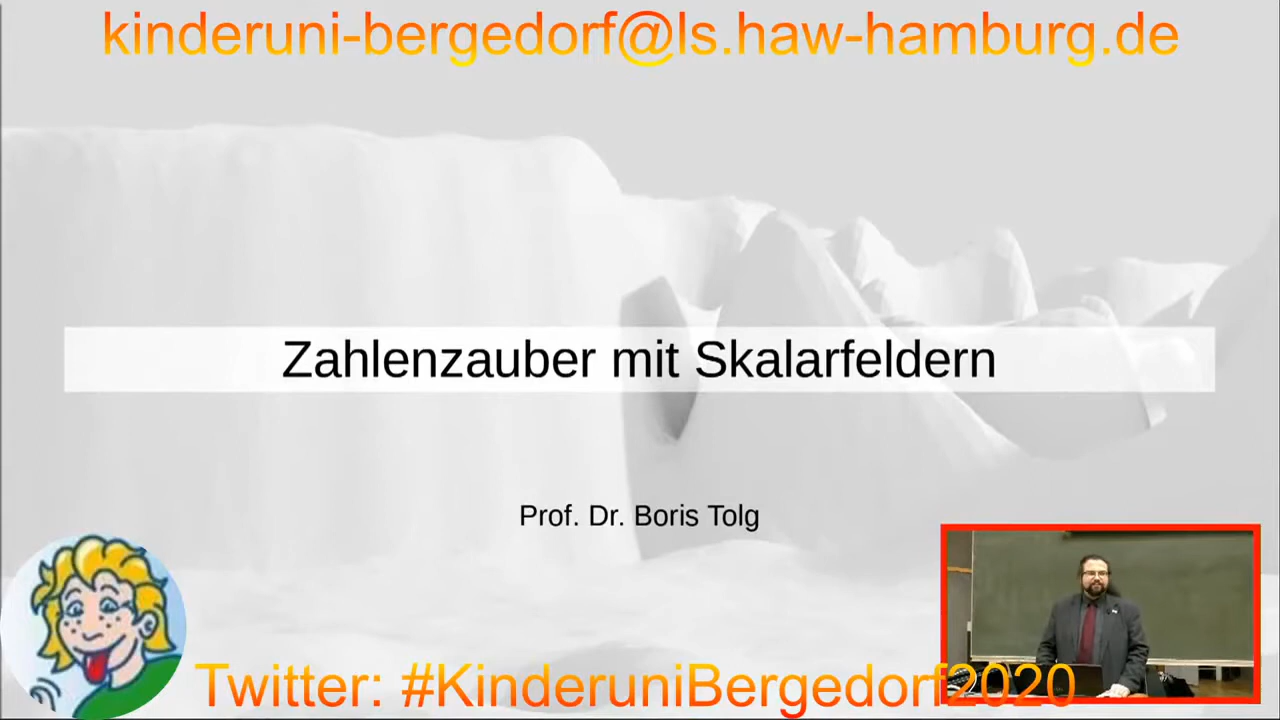 kinderuni-bergedorf@ls.haw-hamburg.de
Zahlenzauber mit Skalarfeldern
Prof. Dr. Boris Tolg
Twitter: #KinderuniBergedorf2020